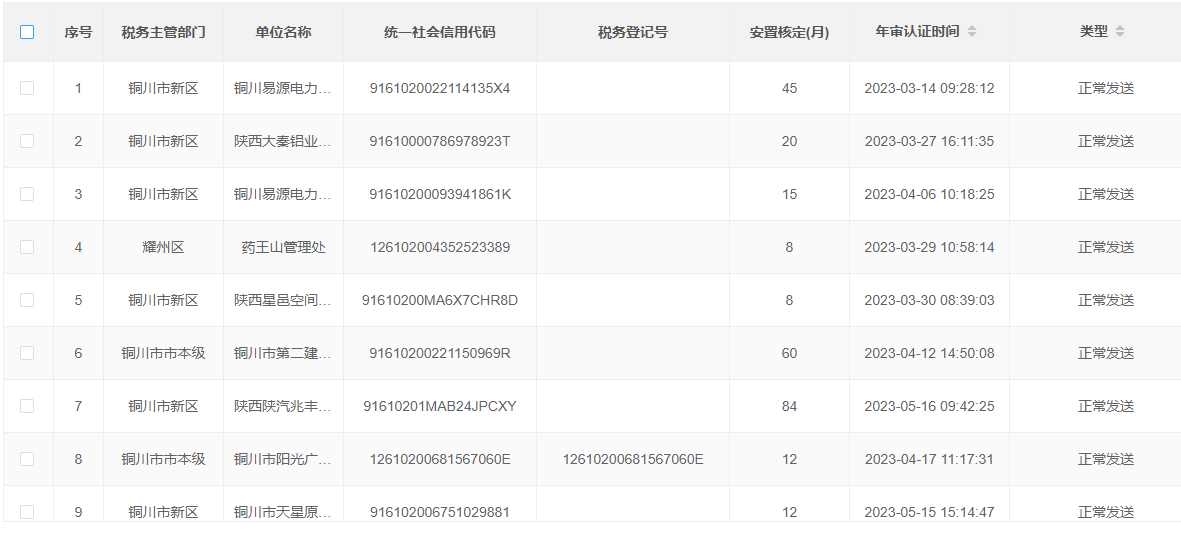 序号 税务主管部门 单位名称 统一社会信用代码 税务登记号 安置核定(月) 年审认证时间 类型
1 铜川市新区 铜川易源电力... 9161020022114135X4 45 2023-03-14 09:28:12 正常发送
2 铜川市新区 陕西大秦铝业... 91610000786978923T 20 2023-03-27 16:11:35 正常发送
3 铜川市新区 铜川易源电力... 91610200093941861K 15 2023-04-06 10:18:25 正常发送
4 耀州区 药王山管理处 126102004352523389 8 2023-03-29 10:58:14 正常发送
5 铜川市新区 陕西星邑空间... 91610200MA6X7CHR8D 8 2023-03-30 08:39:03 正常发送
6 铜川市市本级 铜川市第二建... 91610200221150969R 60 2023-04-12 14:50:08 正常发送
7 铜川市新区 陕西陕汽兆丰... 91610201MAB24JPCXY 84 2023-05-16 09:42:25 正常发送
8 铜川市市本级 铜川市阳光广... 12610200681567060E 12610200681567060E 12 2023-04-17 11:17:31 正常发送
9 铜川市新区 铜川市天星原... 916102006751029881 12 2023-05-15 15:14:47 正常发送